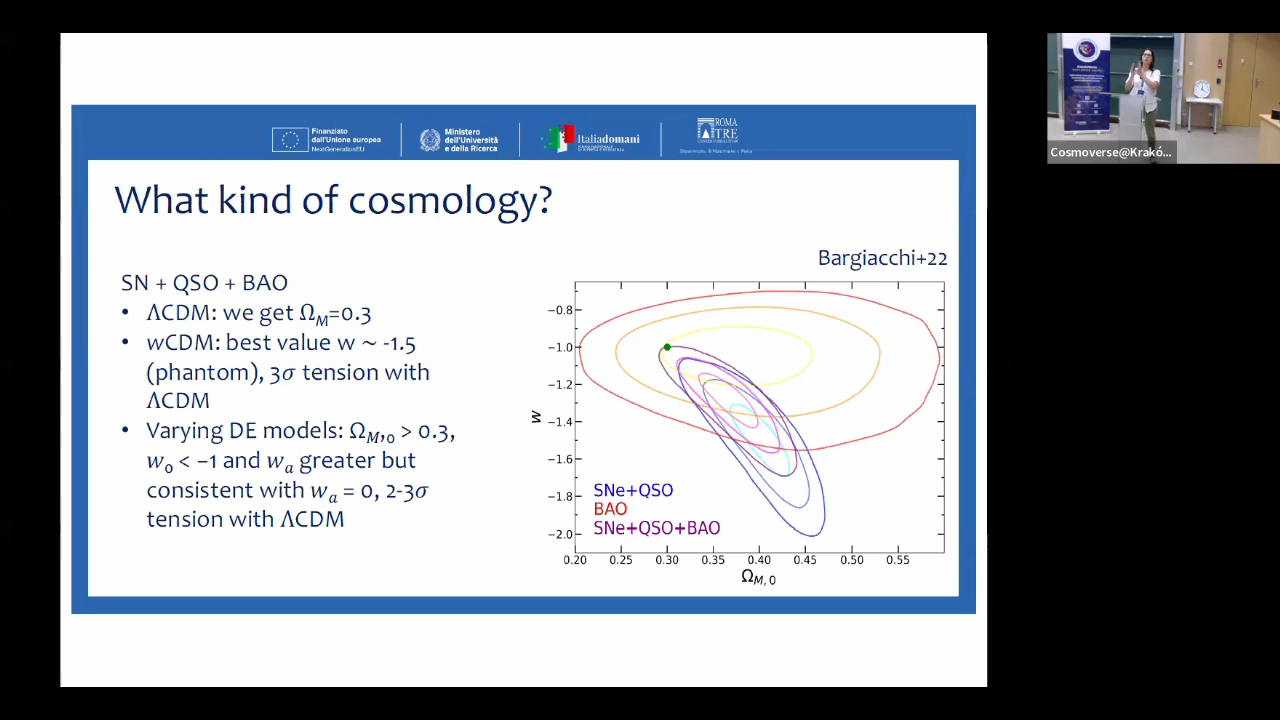 Finanziato
dall'Unione europea
NextGenerationEU
Ministero
dell'Università
e della Ricerca
Italiadomani
ROMA
TRE
What kind of cosmology?
Bargiacchi+22
SN + QSO + BAO
• ΛCDM: we get Ω_M=0.3
• wCDM: best value w ~ -1.5
(phantom), 3σ tension with
ΛCDM
• Varying DE models: Ω_M,0 > 0.3,
w₀ < −1 and w_a greater but
consistent with w_a = 0, 2-3σ
tension with ΛCDM
−0.8
−1.0
−1.2
−1.4
−1.6
−1.8
−2.0
w
SNe+QSO
BAO
SNe+QSO+BAO
0.20 0.25 0.30 0.35 0.40 0.45 0.50 0.55
Ω_M, 0
Cosmoverse@Krakó...